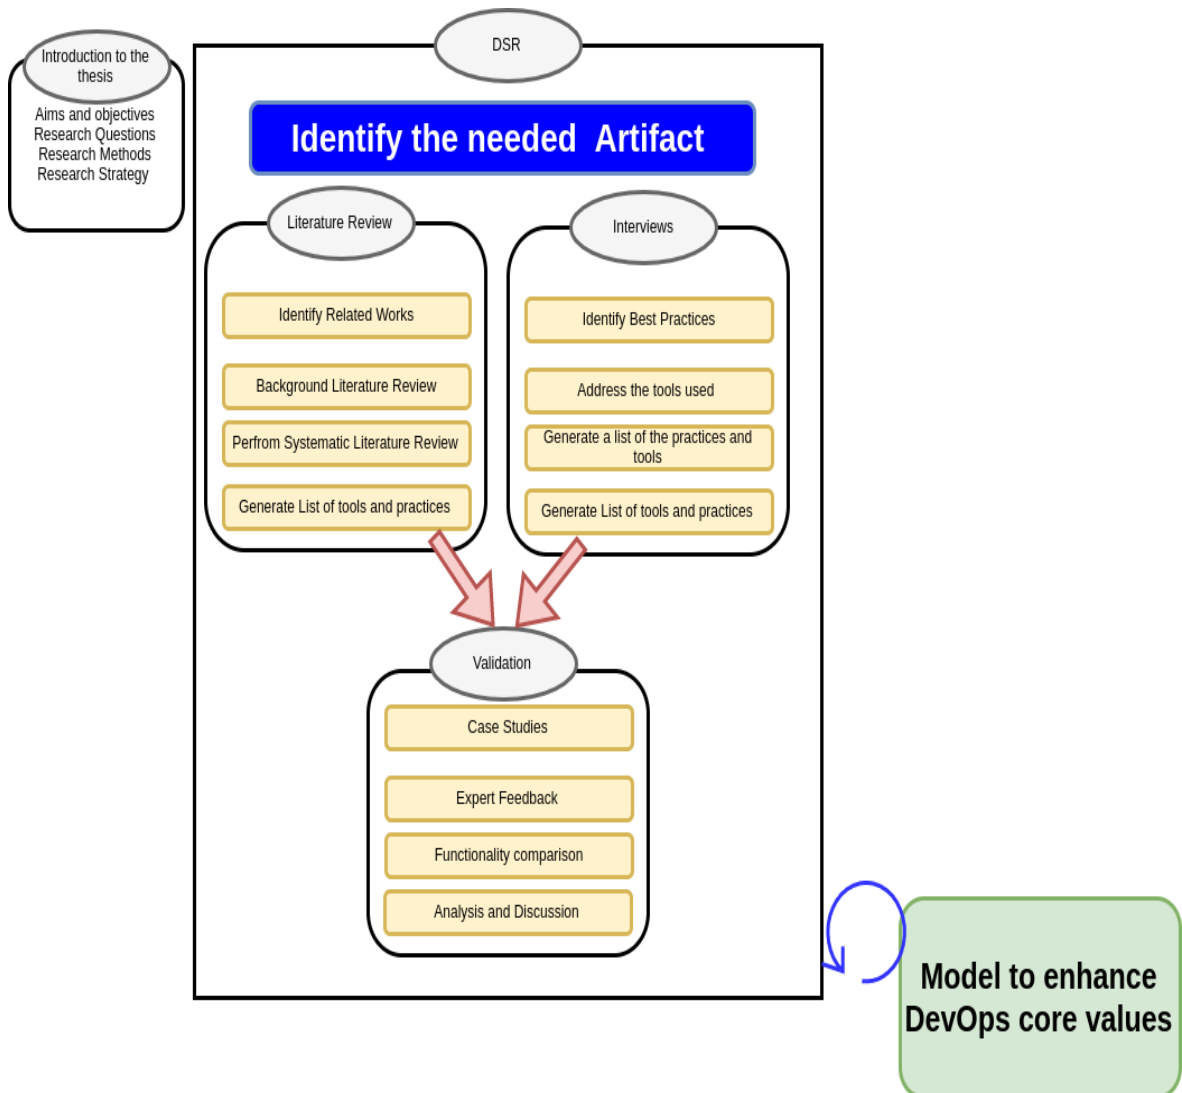 DSR
Introduction to the
thesis
Aims and objectives
Research Questions
Research Methods
Research Strategy
Identify the needed  Artifact
Literature Review
Identify Related Works
Background Literature Review
Perfrom Systematic Literature Review
Generate List of tools and practices
Interviews
Identify Best Practices
Address the tools used
Generate a list of the practices and
tools
Generate List of tools and practices
Validation
Case Studies
Expert Feedback
Functionality comparison
Analysis and Discussion
Model to enhance
DevOps core values